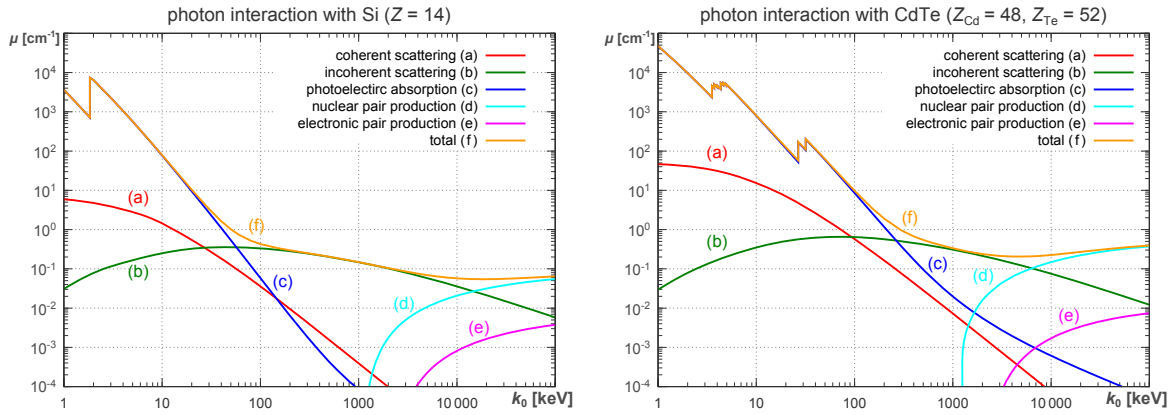 photon interaction with Si (Z = 14)
μ [cm⁻¹]
coherent scattering (a)
incoherent scattering (b)
photoelectirc absorption (c)
nuclear pair production (d)
electronic pair production (e)
total (f)
10⁴
10³
10²
10¹
10⁰
10⁻¹
10⁻²
10⁻³
10⁻⁴
(a)
(b)
(f)
(c)
(d)
(e)
1 10 100 1000 10 000 k₀ [keV]
photon interaction with CdTe (Z_Cd = 48, Z_Te = 52)
μ [cm⁻¹]
coherent scattering (a)
incoherent scattering (b)
photoelectirc absorption (c)
nuclear pair production (d)
electronic pair production (e)
total (f)
10⁴
10³
10²
10¹
10⁰
10⁻¹
10⁻²
10⁻³
10⁻⁴
(a)
(b)
(f)
(c)
(d)
(e)
1 10 100 1000 10 000 k₀ [keV]